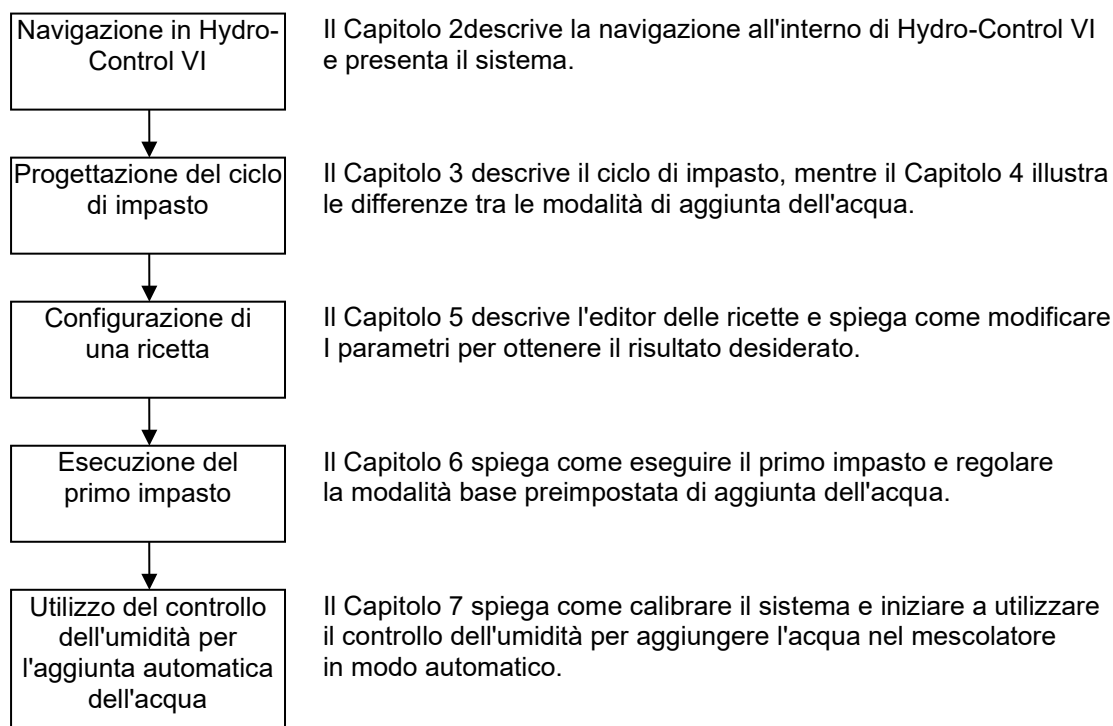 Navigazione in Hydro-
Control VI
Il Capitolo 2descrive la navigazione all'interno di Hydro-Control VI
e presenta il sistema.
Progettazione del ciclo
di impasto
Il Capitolo 3 descrive il ciclo di impasto, mentre il Capitolo 4 illustra
le differenze tra le modalità di aggiunta dell'acqua.
Configurazione di
una ricetta
Il Capitolo 5 descrive l'editor delle ricette e spiega come modificare
I parametri per ottenere il risultato desiderato.
Esecuzione del
primo impasto
Il Capitolo 6 spiega come eseguire il primo impasto e regolare
la modalità base preimpostata di aggiunta dell'acqua.
Utilizzo del controllo
dell'umidità per
l'aggiunta automatica
dell'acqua
Il Capitolo 7 spiega come calibrare il sistema e iniziare a utilizzare
il controllo dell'umidità per aggiungere l'acqua nel mescolatore
in modo automatico.